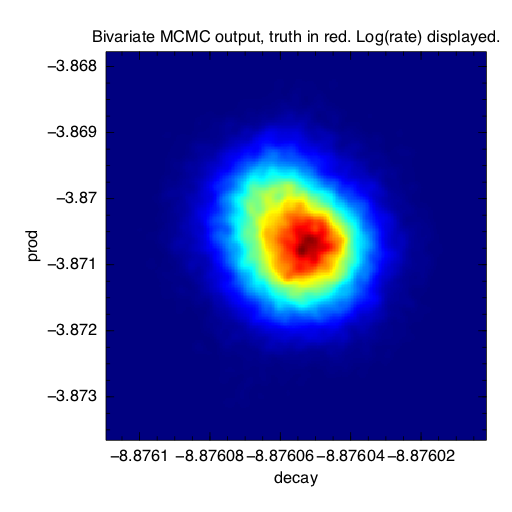 Bivariate MCMC output, truth in red. Log(rate) displayed.
−3.868
−3.869
−3.87
−3.871
−3.872
−3.873
prod
−8.8761 −8.87608 −8.87606 −8.87604 −8.87602
decay